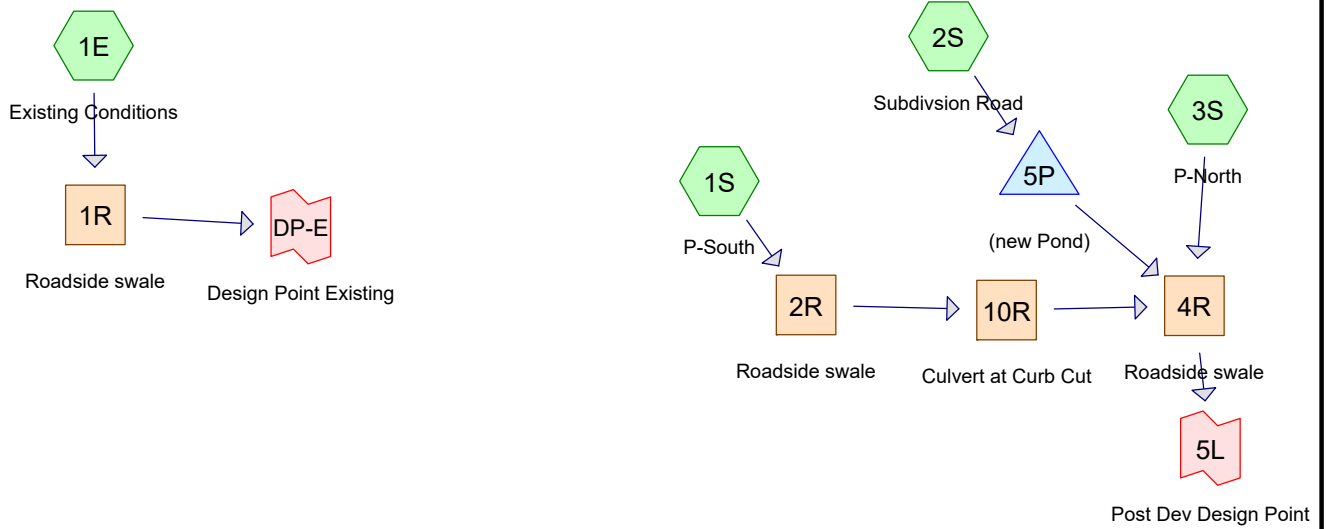 1E
Existing Conditions
1R
Roadside swale
DP-E
Design Point Existing
2S
Subdivsion Road
3S
P-North
5P
(new Pond)
1S
P-South
2R
Roadside swale
10R
Culvert at Curb Cut
4R
Roadside swale
5L
Post Dev Design Point